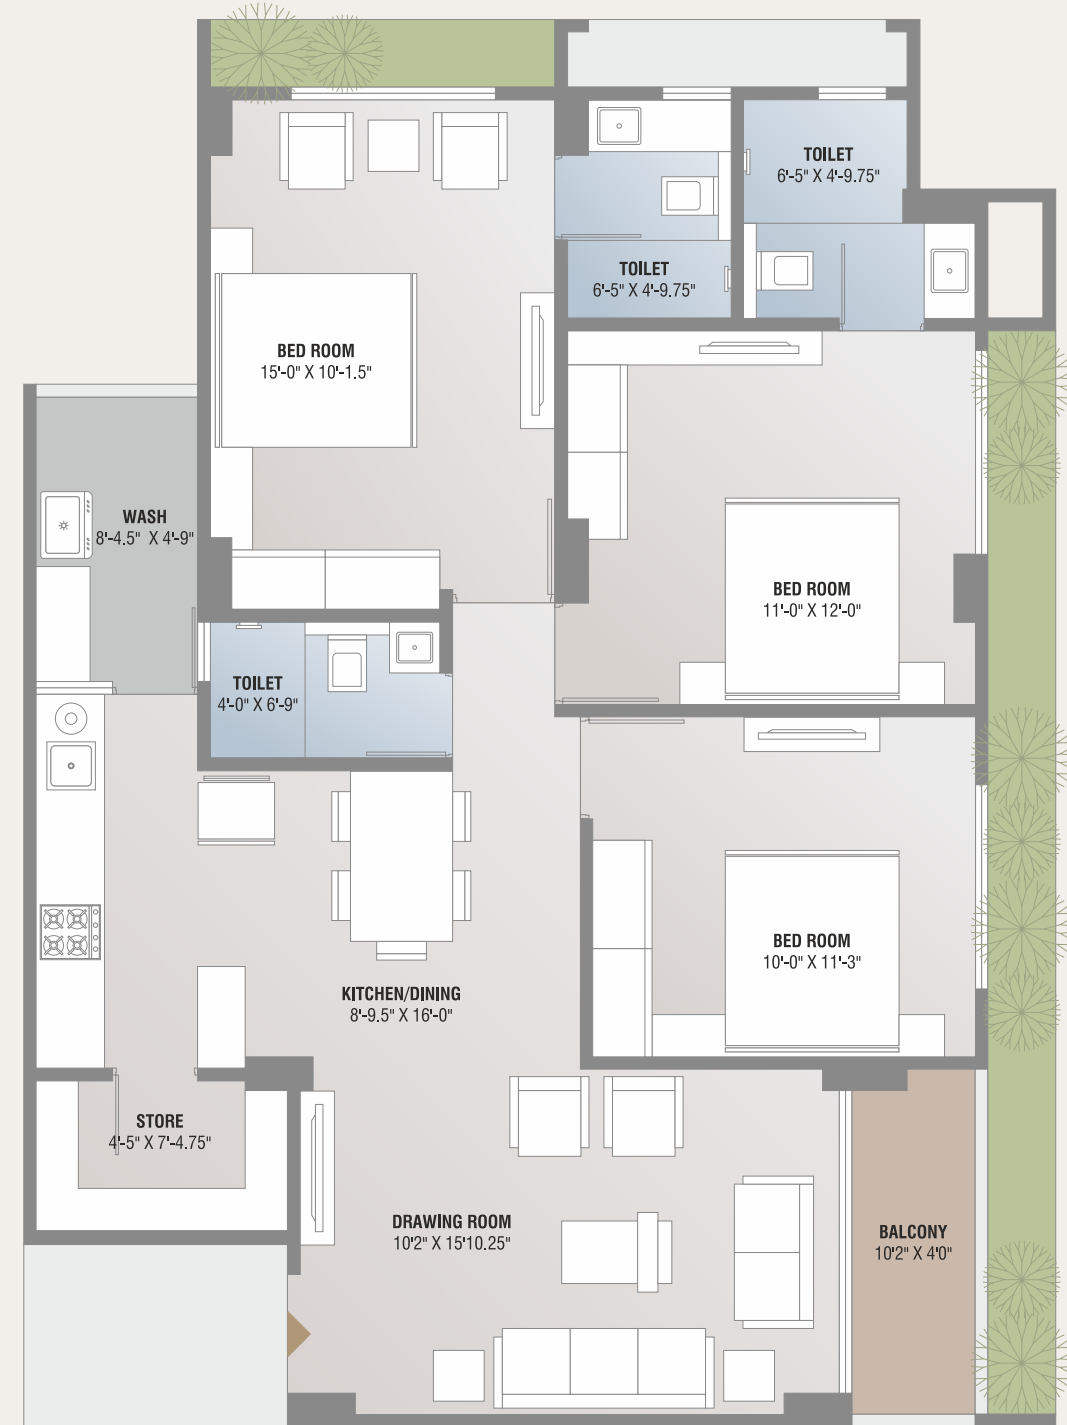 TOILET
6'-5" X 4'-9.75"
TOILET
6'-5" X 4'-9.75"
BED ROOM
15'-0" X 10'-1.5"
WASH
8'-4.5" X 4'-9"
BED ROOM
11'-0" X 12'-0"
TOILET
4'-0" X 6'-9"
BED ROOM
10'-0" X 11'-3"
KITCHEN/DINING
8'-9.5" X 16'-0"
STORE
4'-5" X 7'-4.75"
DRAWING ROOM
10'2" X 15'10.25"
BALCONY
10'2" X 4'0"